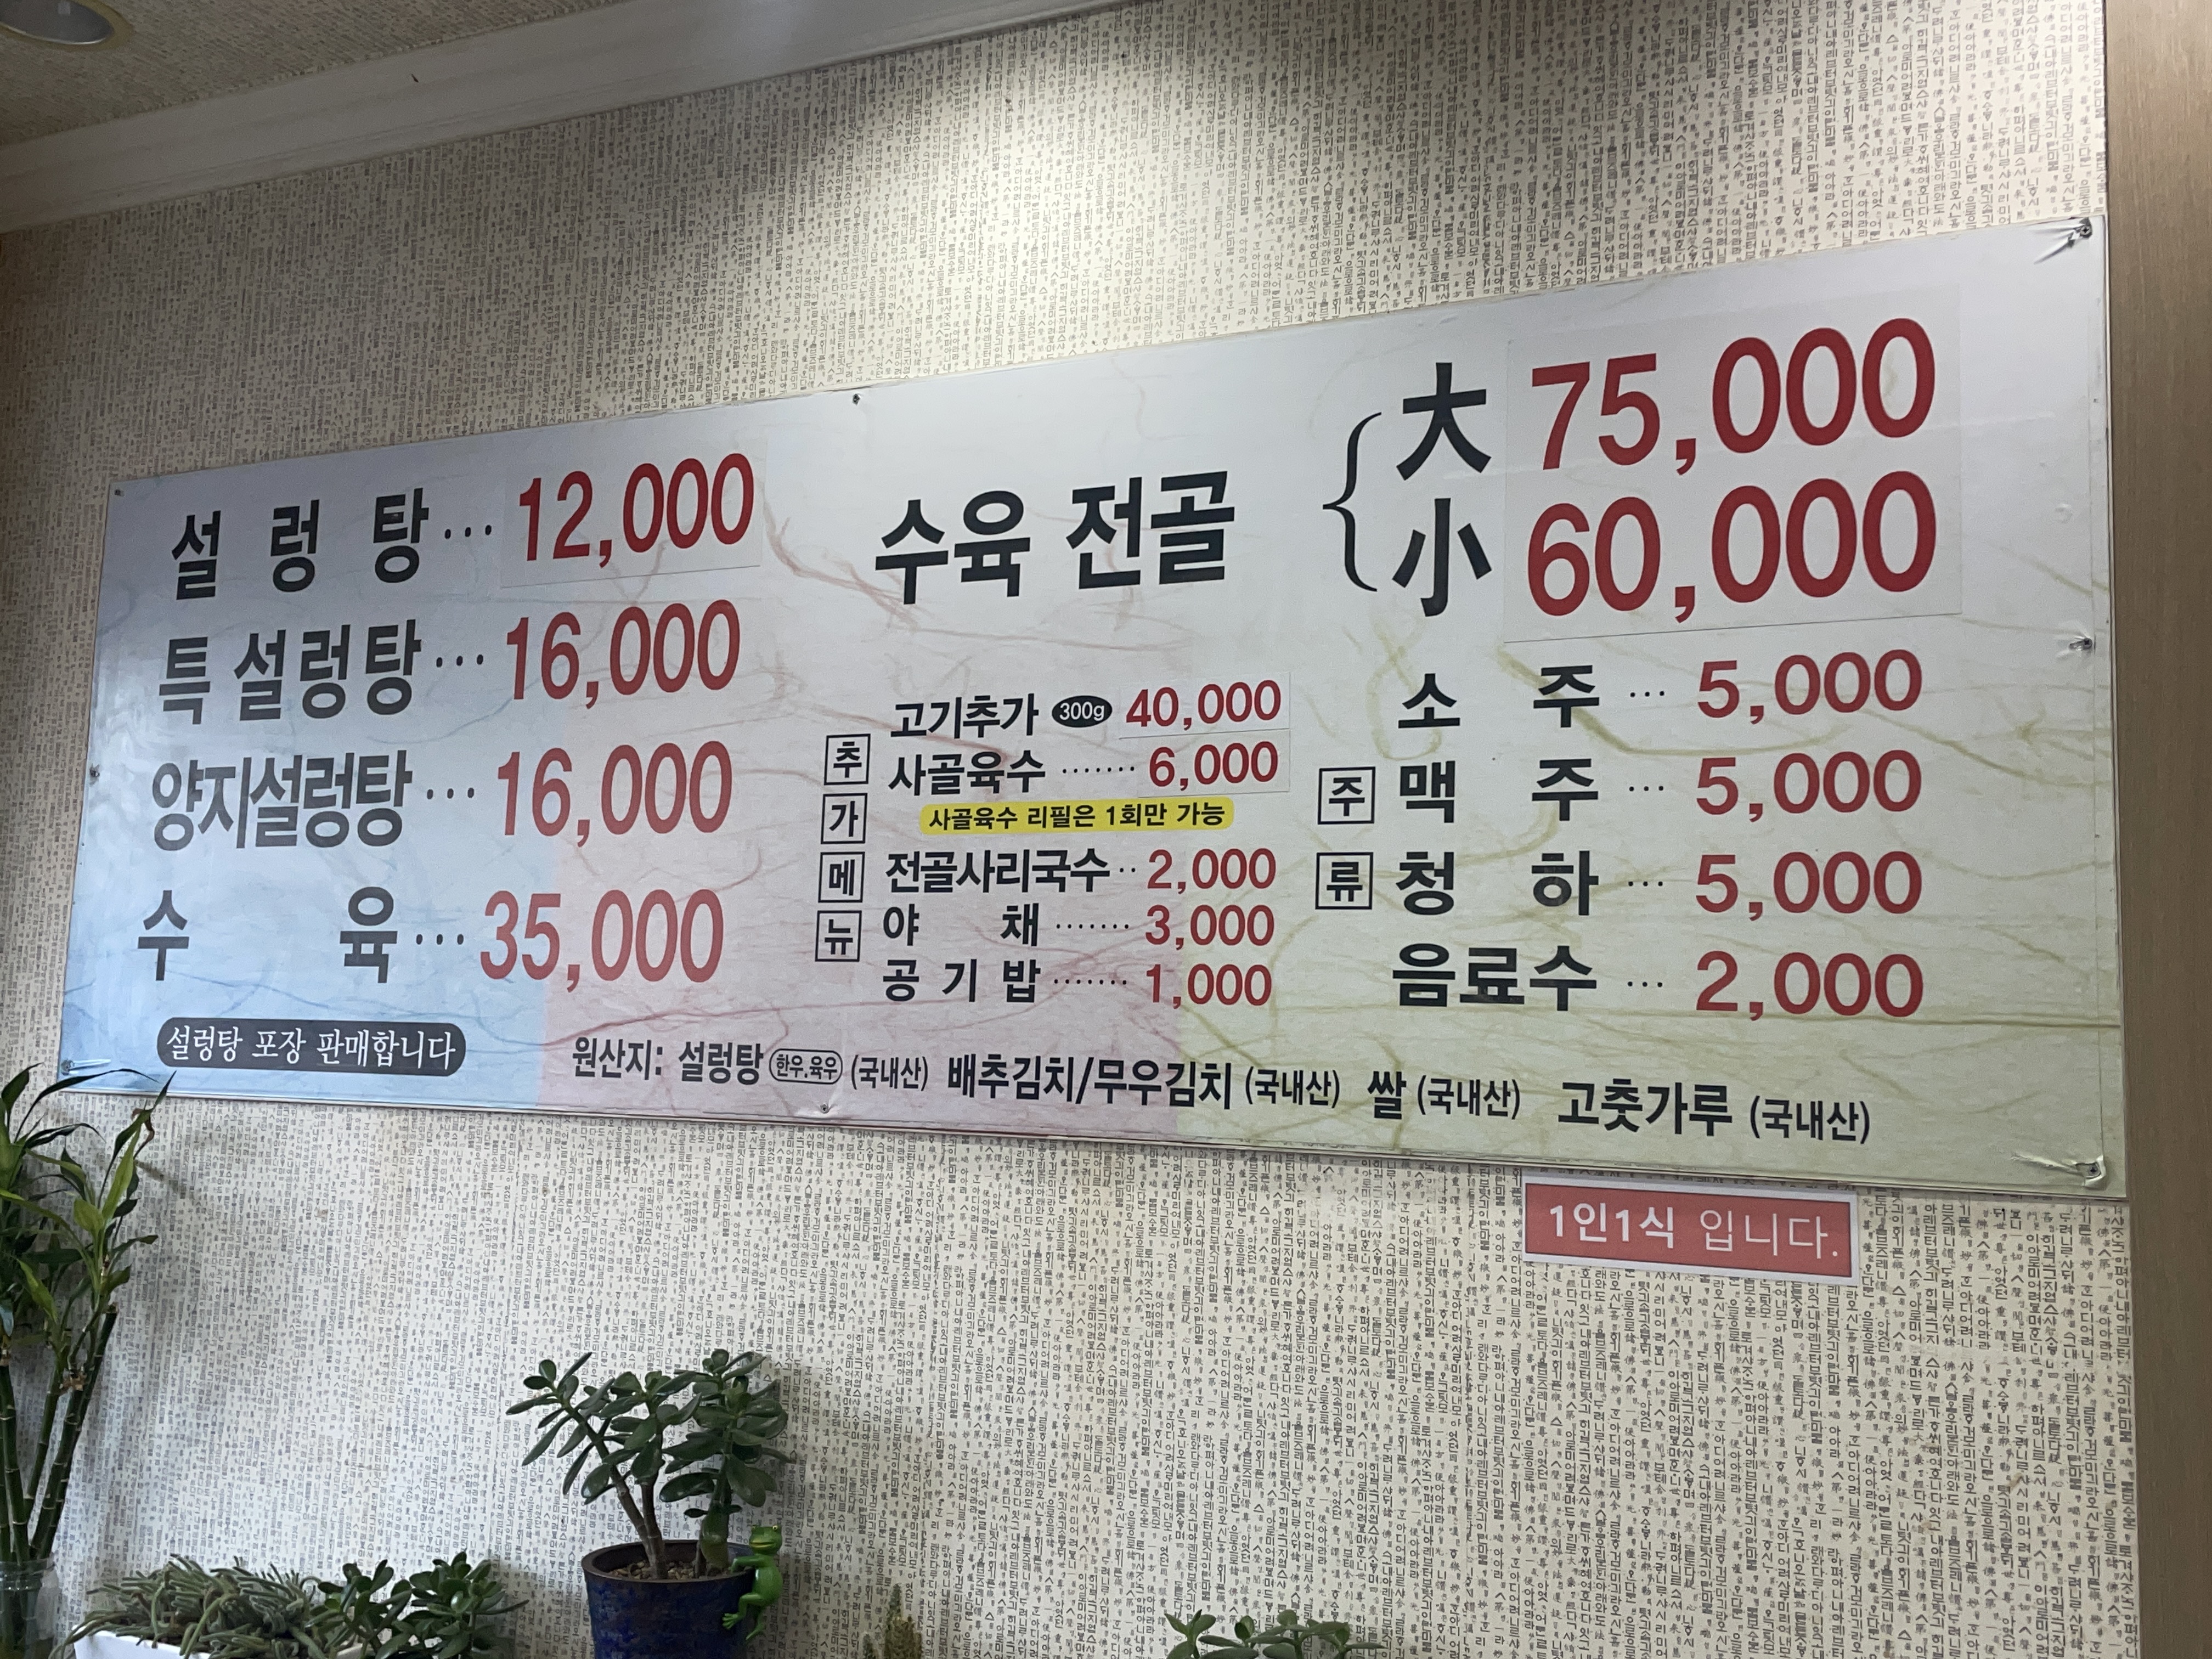 설 렁 탕 ··· 12,000
특 설렁탕 ··· 16,000
양지설렁탕 ··· 16,000
수 육 ··· 35,000
설렁탕 포장 판매합니다
수육 전골
大 75,000
小 60,000
추가메뉴
고기추가 300g 40,000
사골육수 ······· 6,000
사골육수 리필은 1회만 가능
전골사리국수 ·· 2,000
야 채 ······· 3,000
공 기 밥 ······· 1,000
주류
소 주 ··· 5,000
맥 주 ··· 5,000
청 하 ··· 5,000
음료수 ··· 2,000
원산지: 설렁탕 한우.육우 (국내산) 배추김치/무우김치 (국내산) 쌀 (국내산) 고춧가루 (국내산)
1인1식 입니다.